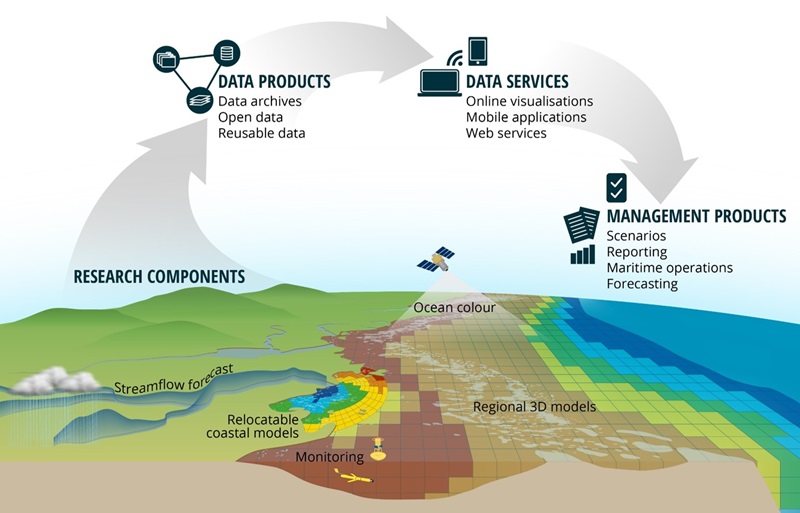 DATA PRODUCTS
Data archives
Open data
Reusable data
DATA SERVICES
Online visualisations
Mobile applications
Web services
MANAGEMENT PRODUCTS
Scenarios
Reporting
Maritime operations
Forecasting
RESEARCH COMPONENTS
Ocean colour
Streamflow forecast
Relocatable
coastal models
Regional 3D models
Monitoring